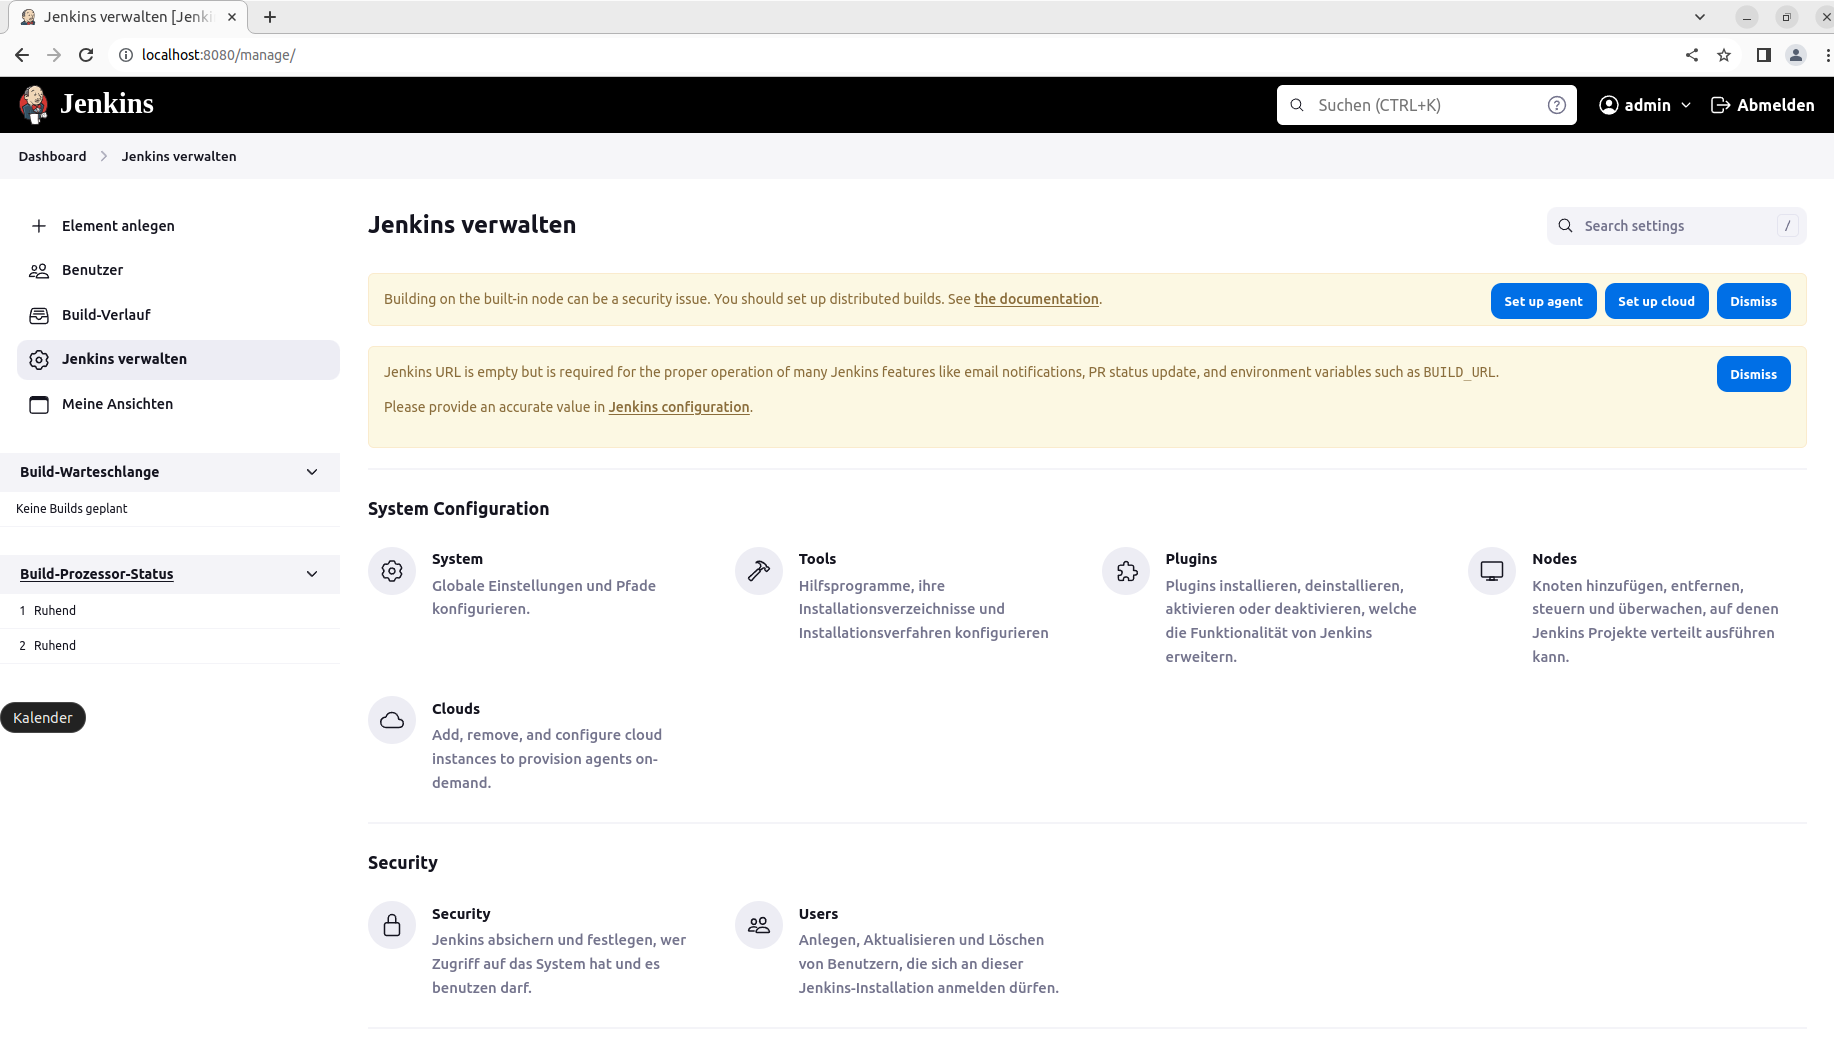 Jenkins verwalten [Jenki
localhost:8080/manage/
Jenkins
Suchen (CTRL+K)
admin
Abmelden
Dashboard
Jenkins verwalten
Element anlegen
Benutzer
Build-Verlauf
Jenkins verwalten
Meine Ansichten
Build-Warteschlange
Keine Builds geplant
Build-Prozessor-Status
1 Ruhend
2 Ruhend
Kalender
Jenkins verwalten
Search settings /
Building on the built-in node can be a security issue. You should set up distributed builds. See the documentation.
Set up agent
Set up cloud
Dismiss
Jenkins URL is empty but is required for the proper operation of many Jenkins features like email notifications, PR status update, and environment variables such as BUILD_URL.
Dismiss
Please provide an accurate value in Jenkins configuration.
System Configuration
System
Globale Einstellungen und Pfade
konfigurieren.
Tools
Hilfsprogramme, ihre
Installationsverzeichnisse und
Installationsverfahren konfigurieren
Plugins
Plugins installieren, deinstallieren,
aktivieren oder deaktivieren, welche
die Funktionalität von Jenkins
erweitern.
Nodes
Knoten hinzufügen, entfernen,
steuern und überwachen, auf denen
Jenkins Projekte verteilt ausführen
kann.
Clouds
Add, remove, and configure cloud
instances to provision agents on-
demand.
Security
Security
Jenkins absichern und festlegen, wer
Zugriff auf das System hat und es
benutzen darf.
Users
Anlegen, Aktualisieren und Löschen
von Benutzern, die sich an dieser
Jenkins-Installation anmelden dürfen.